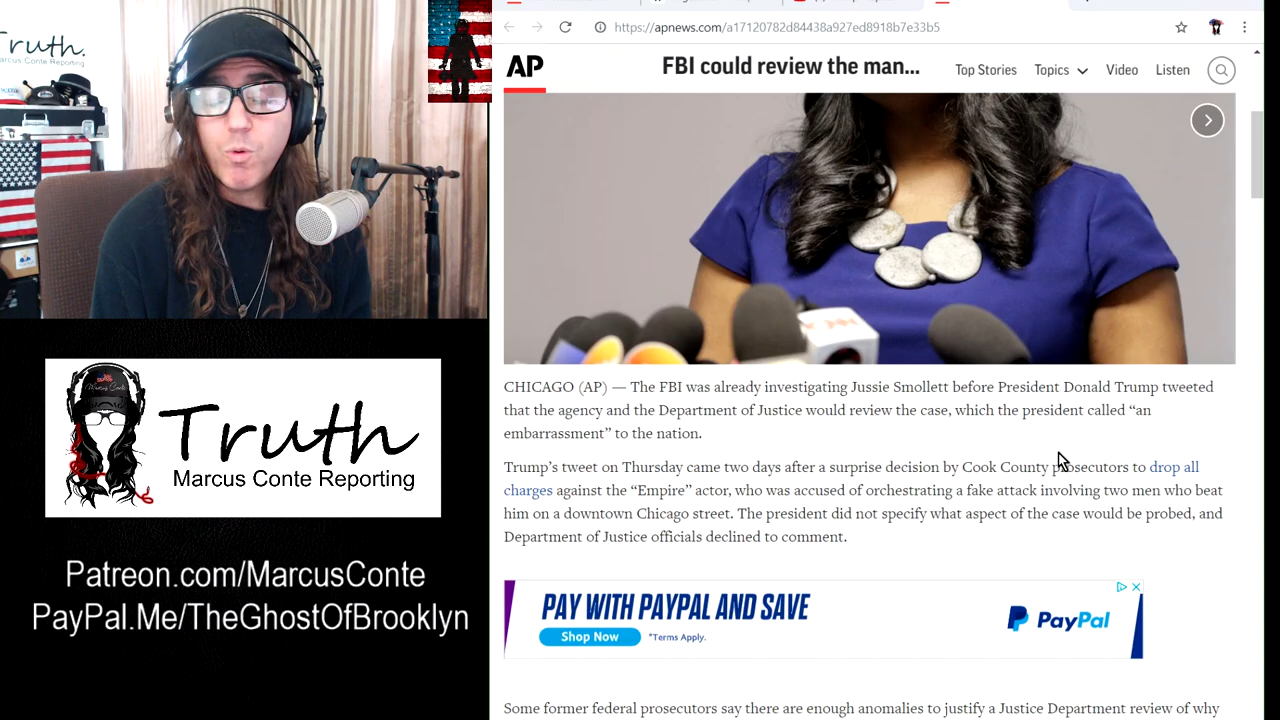 Truth.
arcus Conte Reporting
https://apnews.com/a17120782d84438a927ed8918b7e33b5
AP
FBI could review the man...
Top Stories
Topics
Video
Listen
CHICAGO (AP) — The FBI was already investigating Jussie Smollett before President Donald Trump tweeted
that the agency and the Department of Justice would review the case, which the president called “an
embarrassment” to the nation.
Trump’s tweet on Thursday came two days after a surprise decision by Cook County prosecutors to drop all
charges against the “Empire” actor, who was accused of orchestrating a fake attack involving two men who beat
him on a downtown Chicago street. The president did not specify what aspect of the case would be probed, and
Department of Justice officials declined to comment.
PAY WITH PAYPAL AND SAVE
Shop Now
*Terms Apply.
PayPal
Some former federal prosecutors say there are enough anomalies to justify a Justice Department review of why
Truth
Marcus Conte Reporting
Patreon.com/MarcusConte
PayPal.Me/TheGhostOfBrooklyn